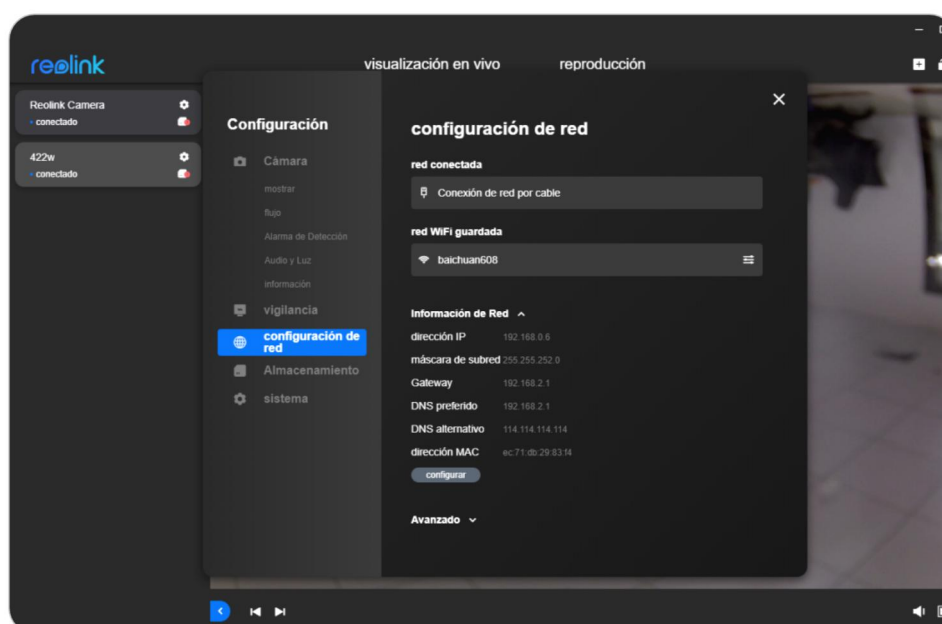 reolink
visualización en vivo
reproducción
Reolink Camera
conectado
422w
conectado
Configuración
Cámara
mostrar
flujo
Alarma de Detección
Audio y Luz
información
vigilancia
configuración de
red
Almacenamiento
sistema
configuración de red
red conectada
Conexión de red por cable
red WiFi guardada
baichuan608
Información de Red
dirección IP 192.168.0.6
máscara de subred 255.255.252.0
Gateway 192.168.2.1
DNS preferido 192.168.2.1
DNS alternativo 114.114.114.114
dirección MAC ec:71:db:29:83:f4
configurar
Avanzado